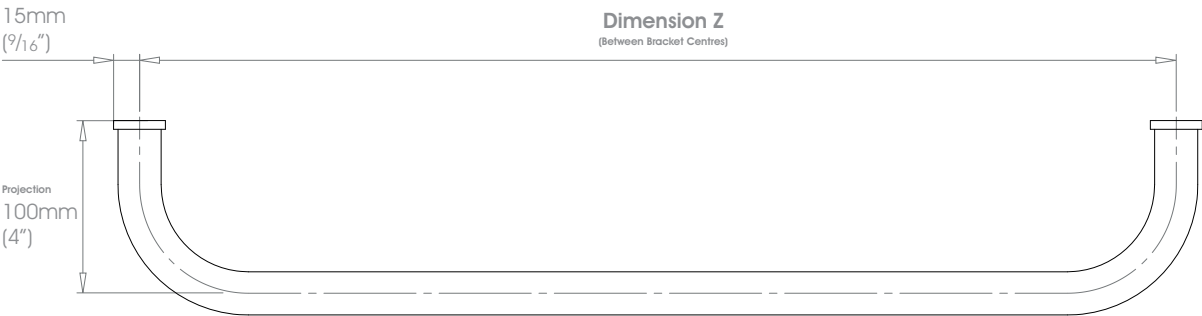 15mm
(9/16")
Dimension Z
(Between Bracket Centres)
Projection
100mm
(4")